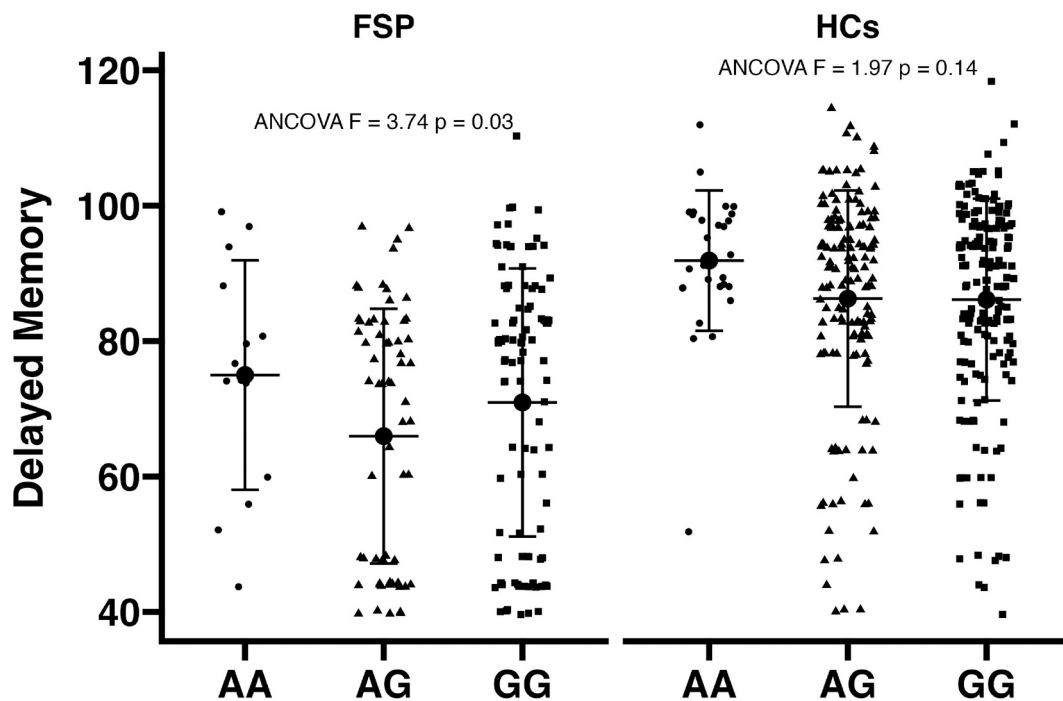 FSP HCs
ANCOVA F = 1.97 p = 0.14
ANCOVA F = 3.74 p = 0.03
Delayed Memory
120
100
80
60
40
AA AG GG AA AG GG